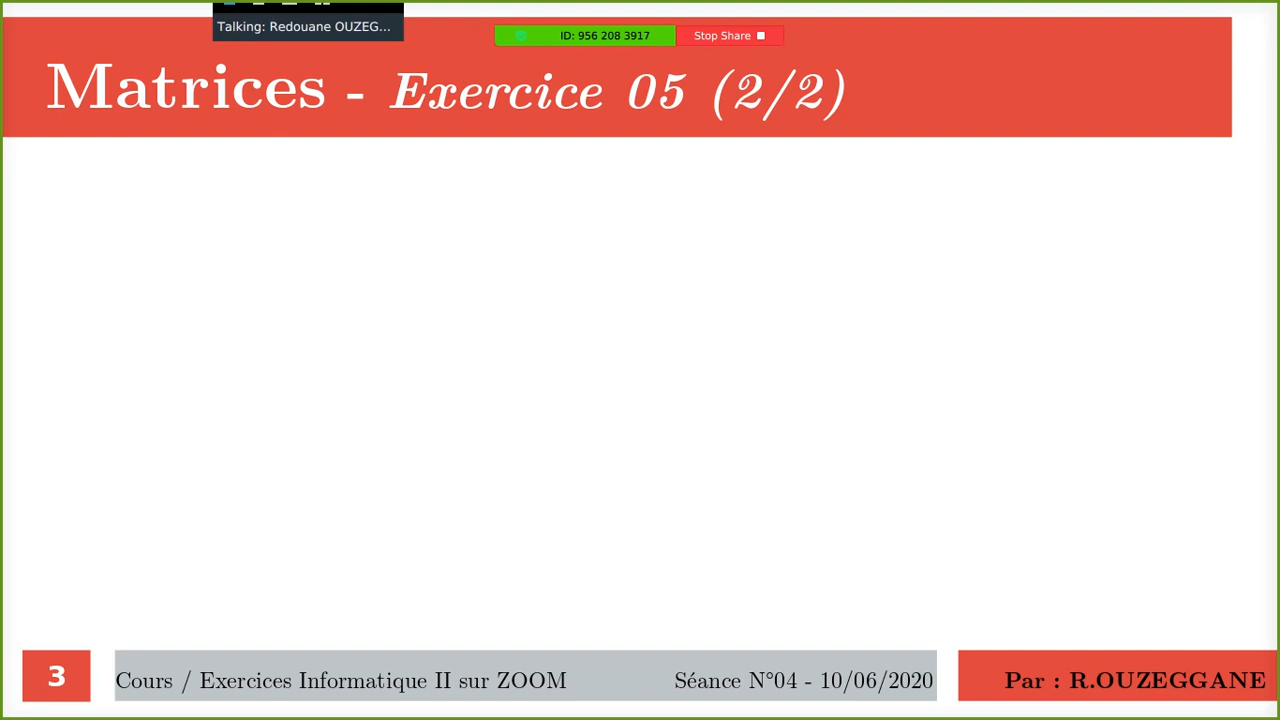 Talking: Redouane OUZEG...
ID: 956 208 3917 Stop Share
Matrices - Exercice 05 (2/2)
3 Cours / Exercices Informatique II sur ZOOM Séance N°04 - 10/06/2020 Par : R.OUZEGGANE